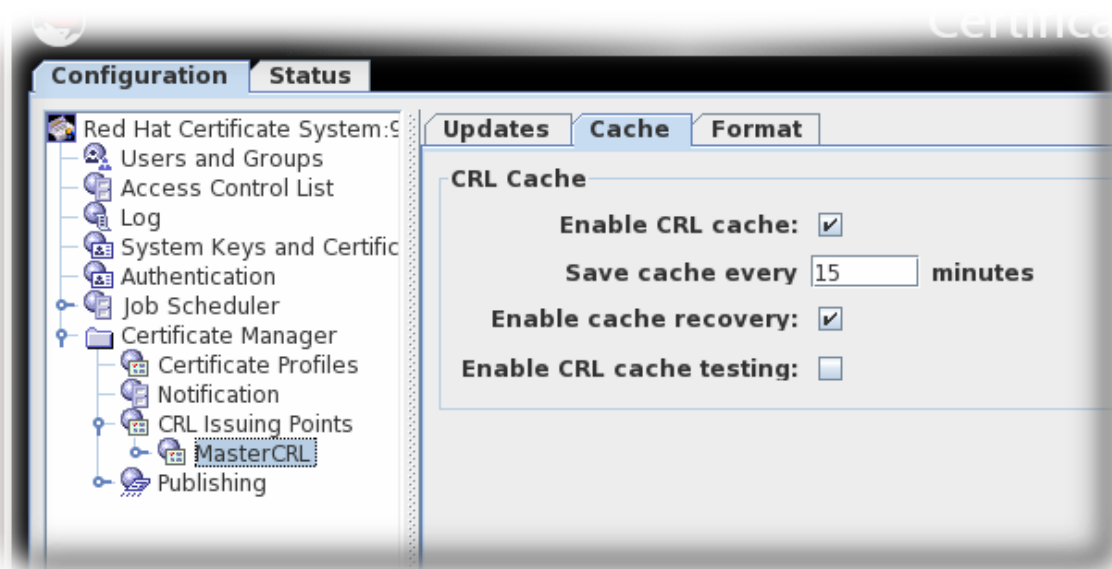 Certifica
Configuration
Status
Red Hat Certificate System:9
Users and Groups
Access Control List
Log
System Keys and Certific
Authentication
Job Scheduler
Certificate Manager
Certificate Profiles
Notification
CRL Issuing Points
MasterCRL
Publishing
Updates
Cache
Format
CRL Cache
Enable CRL cache:
Save cache every 15 minutes
Enable cache recovery:
Enable CRL cache testing: